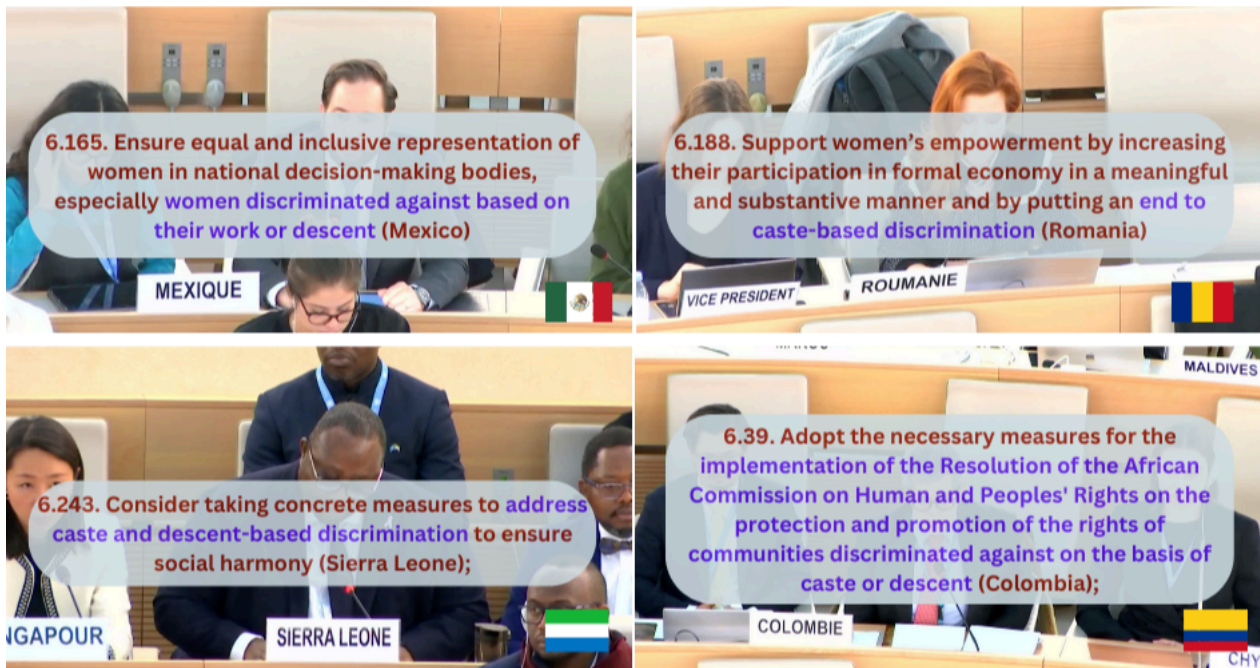 6.165. Ensure equal and inclusive representation of
women in national decision-making bodies,
especially women discriminated against based on
their work or descent (Mexico)
MEXIQUE
6.188. Support women’s empowerment by increasing
their participation in formal economy in a meaningful
and substantive manner and by putting an end to
caste-based discrimination (Romania)
VICE PRESIDENT
ROUMANIE
6.243. Consider taking concrete measures to address
caste and descent-based discrimination to ensure
social harmony (Sierra Leone);
NGAPOUR
SIERRA LEONE
MALDIVES
6.39. Adopt the necessary measures for the
implementation of the Resolution of the African
Commission on Human and Peoples' Rights on the
protection and promotion of the rights of
communities discriminated against on the basis of
caste or descent (Colombia);
COLOMBIE